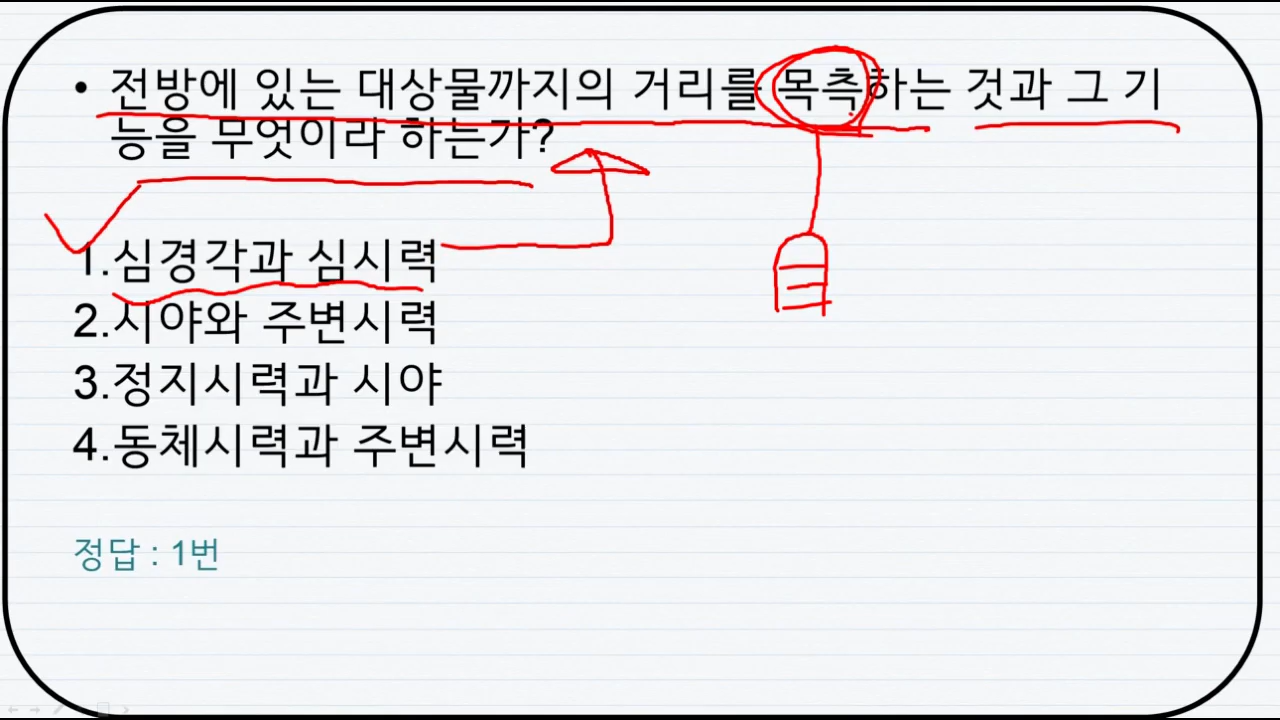 • 전방에 있는 대상물까지의 거리를 목측하는 것과 그 기
능을 무엇이라 하는가?
1.심경각과 심시력
2.시야와 주변시력
3.정지시력과 시야
4.동체시력과 주변시력
정답 : 1번